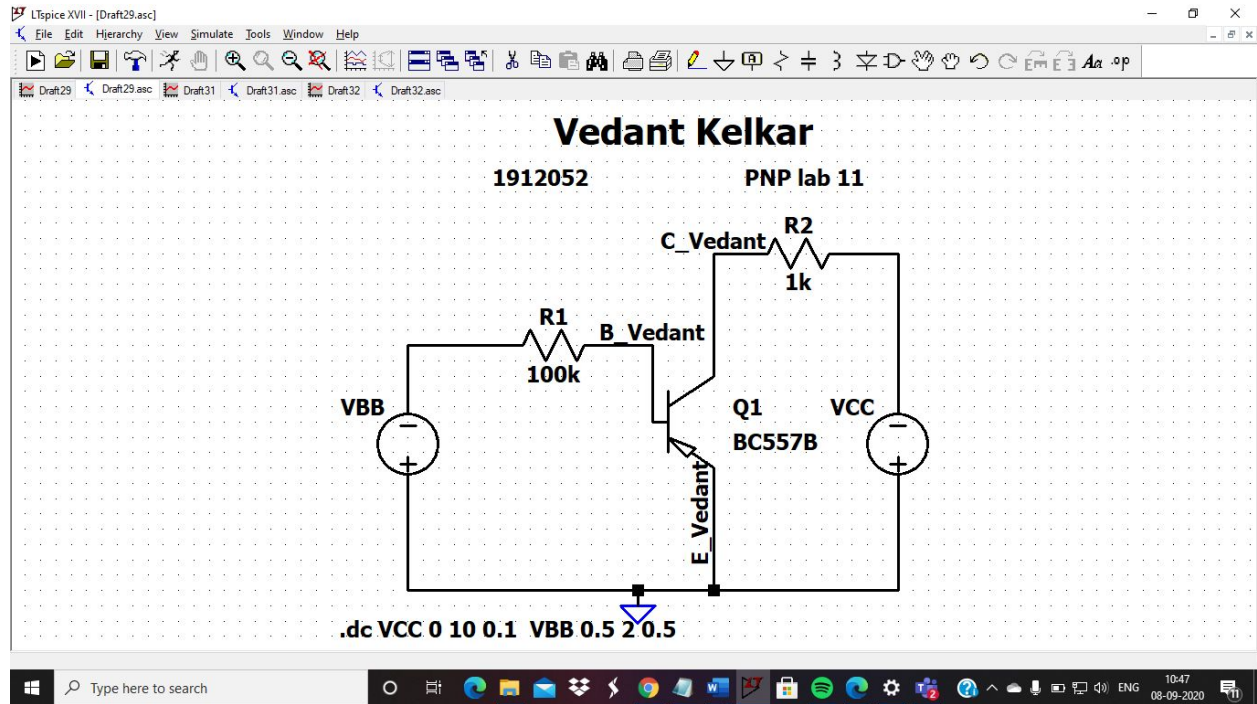 LTspice XVII - [Draft29.asc]
File Edit Hierarchy View Simulate Tools Window Help
Aa .op
Draft29 Draft29.asc Draft31 Draft31.asc Draft32 Draft32.asc
Vedant Kelkar
1912052 PNP lab 11
R2
C_Vedant
1k
R1
B_Vedant
100k
VBB
Q1
VCC
BC557B
E_Vedant
.dc VCC 0 10 0.1 VBB 0.5 2 0.5
Type here to search
ENG
10:47
08-09-2020